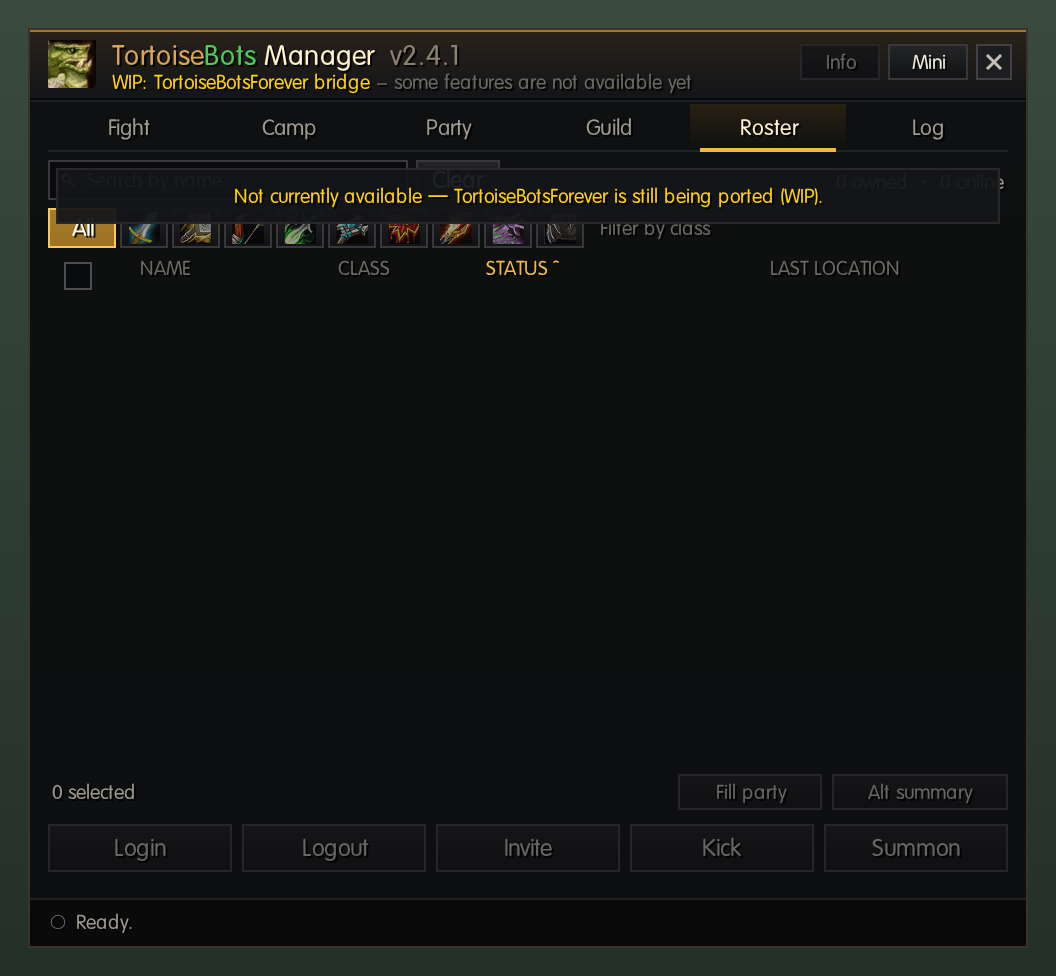 TortoiseBots Manager v2.4.1
WIP: TortoiseBotsForever bridge – some features are not available yet
Info
Mini
Fight
Camp
Party
Guild
Roster
Log
Search by name
Clear
0 owned · 0 online
Not currently available — TortoiseBotsForever is still being ported (WIP).
All
Filter by class
NAME
CLASS
STATUS ^
LAST LOCATION
0 selected
Fill party
Alt summary
Login
Logout
Invite
Kick
Summon
Ready.